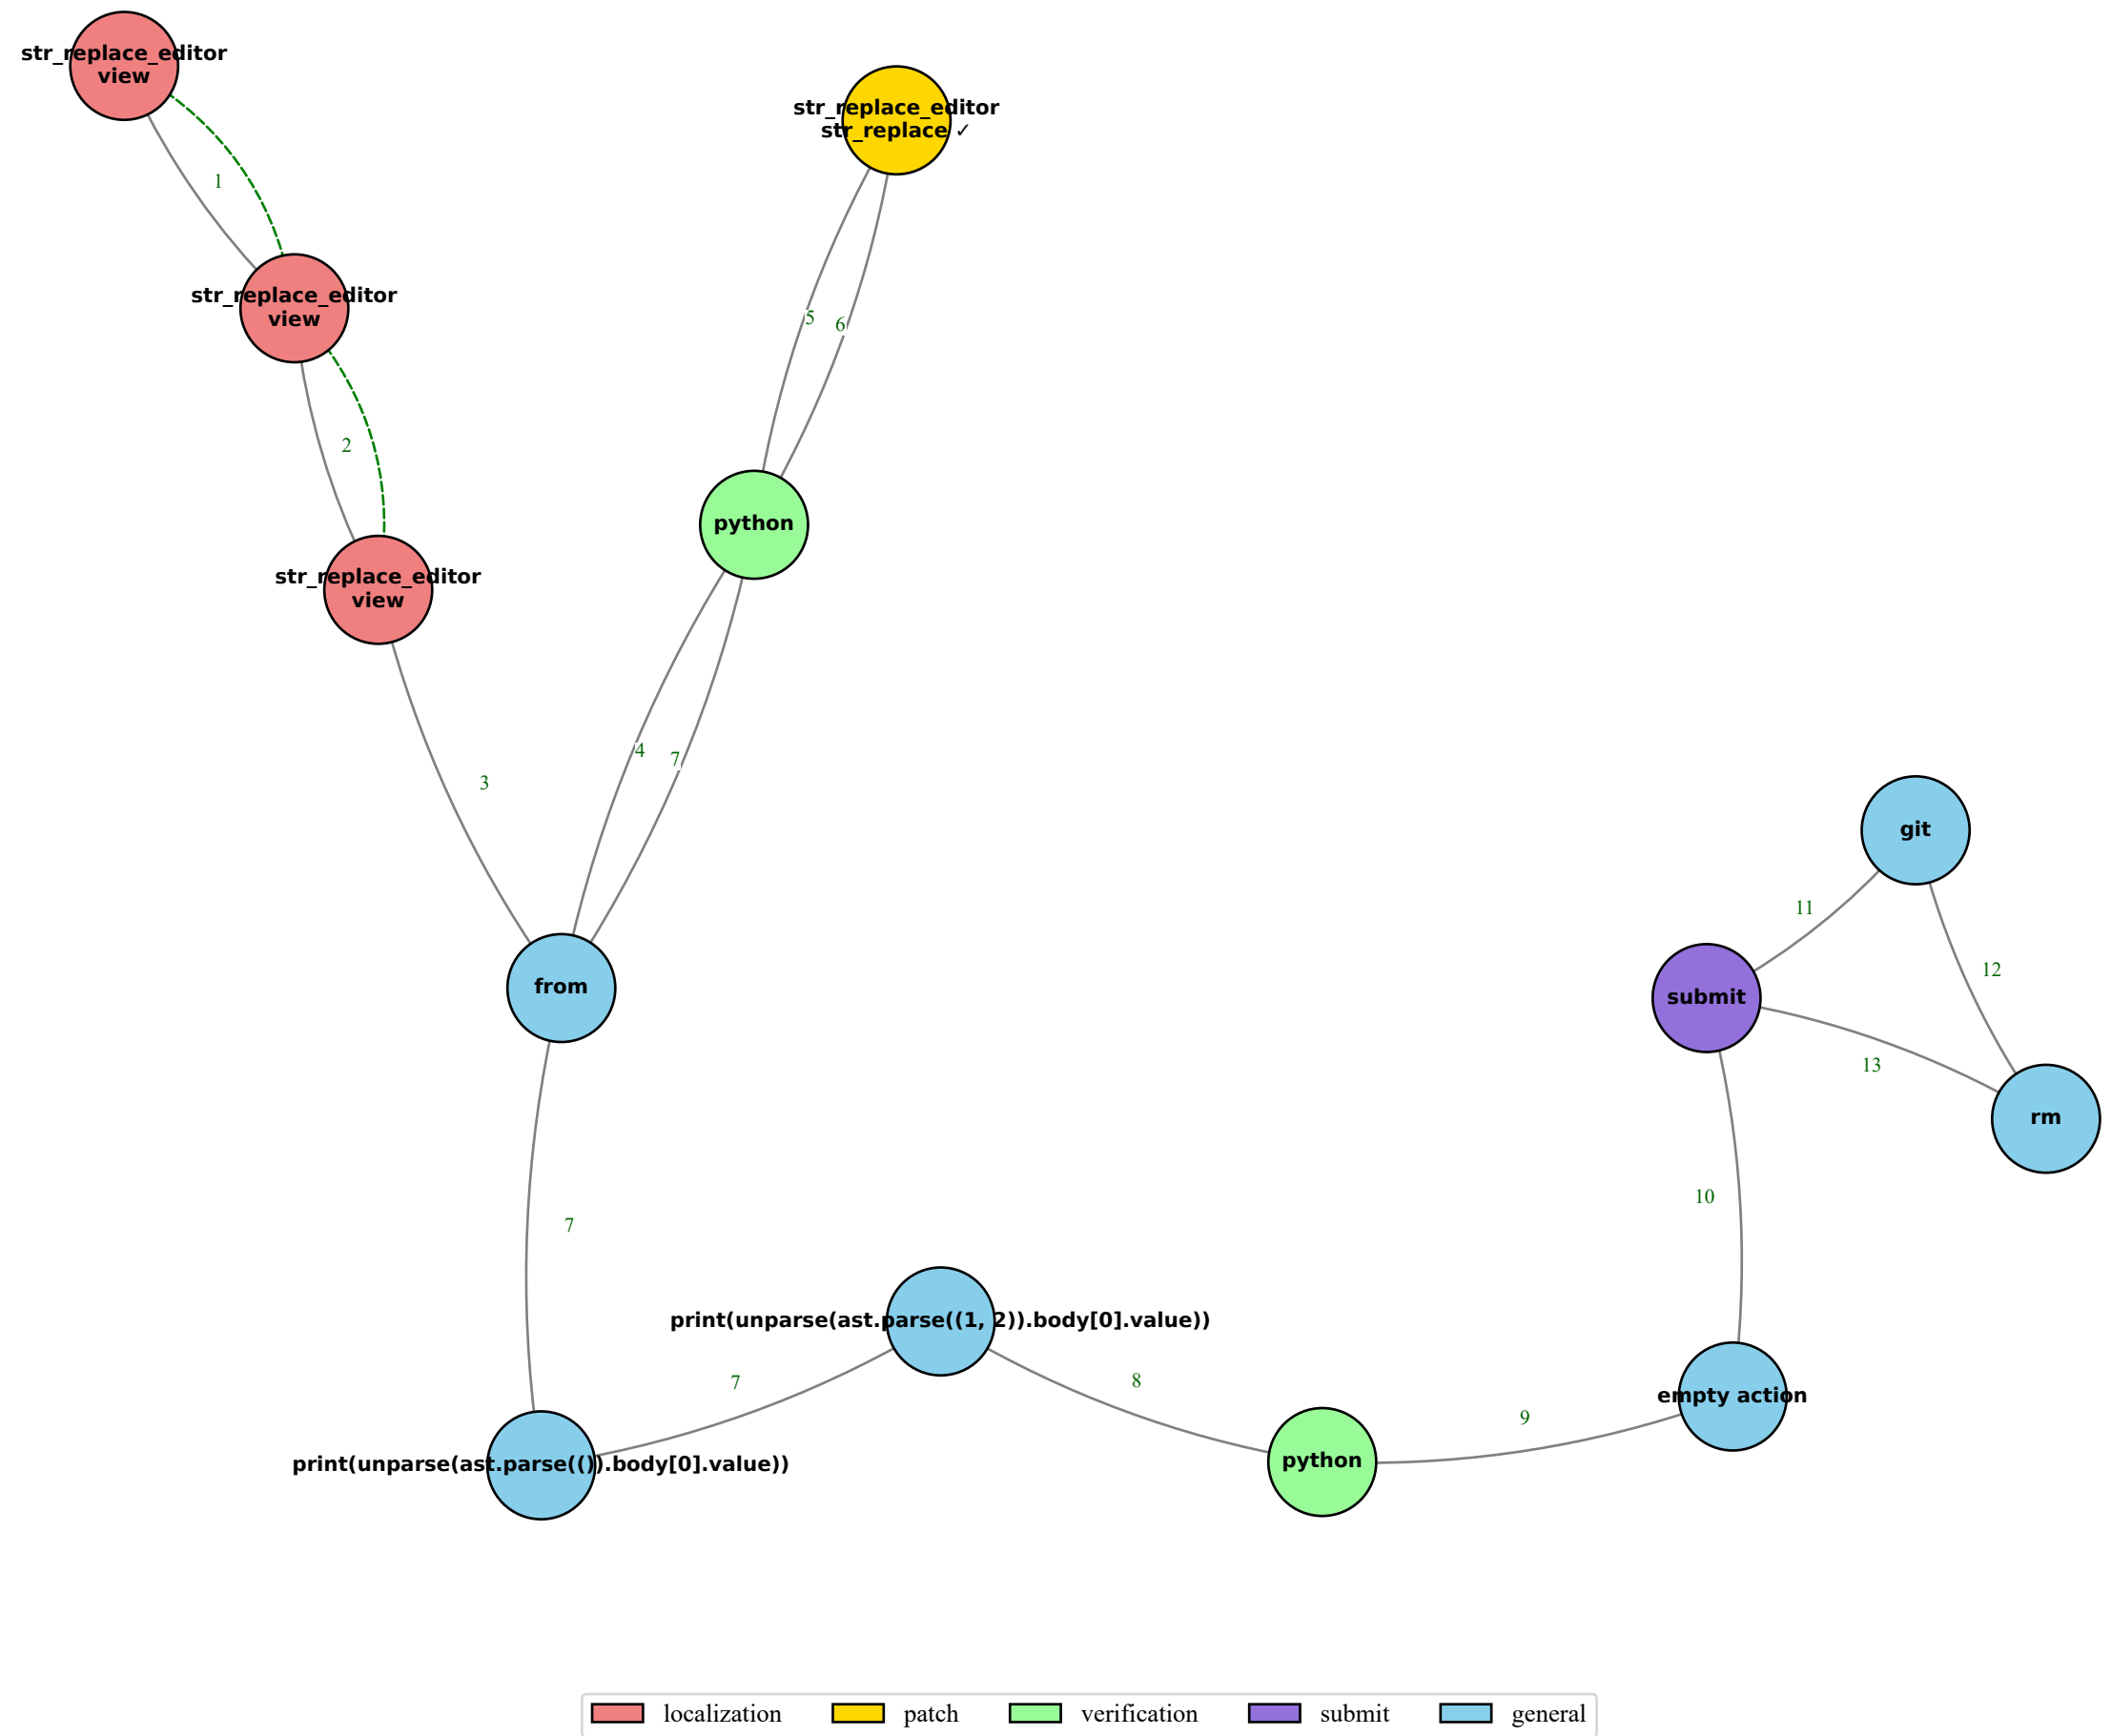 str_replace_editor
view
str_replace_editor
str_replace ✓
1
str_replace_editor
view
5
6
2
python
str_replace_editor
view
4
7
3
git
11
submit
12
from
13
rm
10
7
print(unparse(ast.parse((1, 2)).body[0].value))
7
8
empty action
9
print(unparse(ast.parse(()).body[0].value))
python
localization
patch
verification
submit
general